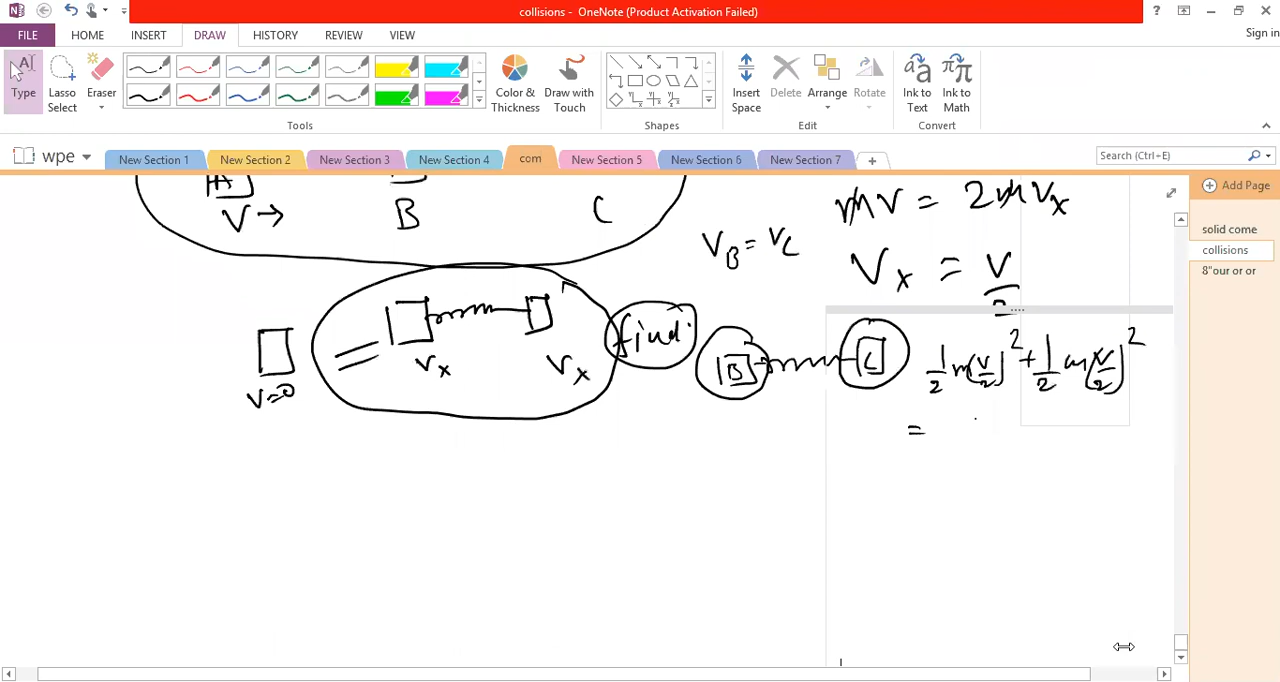 collisions - OneNote (Product Activation Failed)
?
FILE HOME INSERT DRAW HISTORY REVIEW VIEW
Sign in
Type
Lasso Select
Eraser
Color & Thickness
Draw with Touch
Insert Space
Delete
Arrange
Rotate
Ink to Text
Ink to Math
Tools
Shapes
Edit
Convert
wpe
New Section 1
New Section 2
New Section 3
New Section 4
com
New Section 5
New Section 6
New Section 7
Search (Ctrl+E)
Add Page
solid come
collisions
8"our or or
A
V →
B
C
mV = 2mVx
VB = VC
Vx = V/2
V=0
=
Vx
Vx
find
B
C
1/2 m(V/2)² + 1/2 m(V/2)²
=